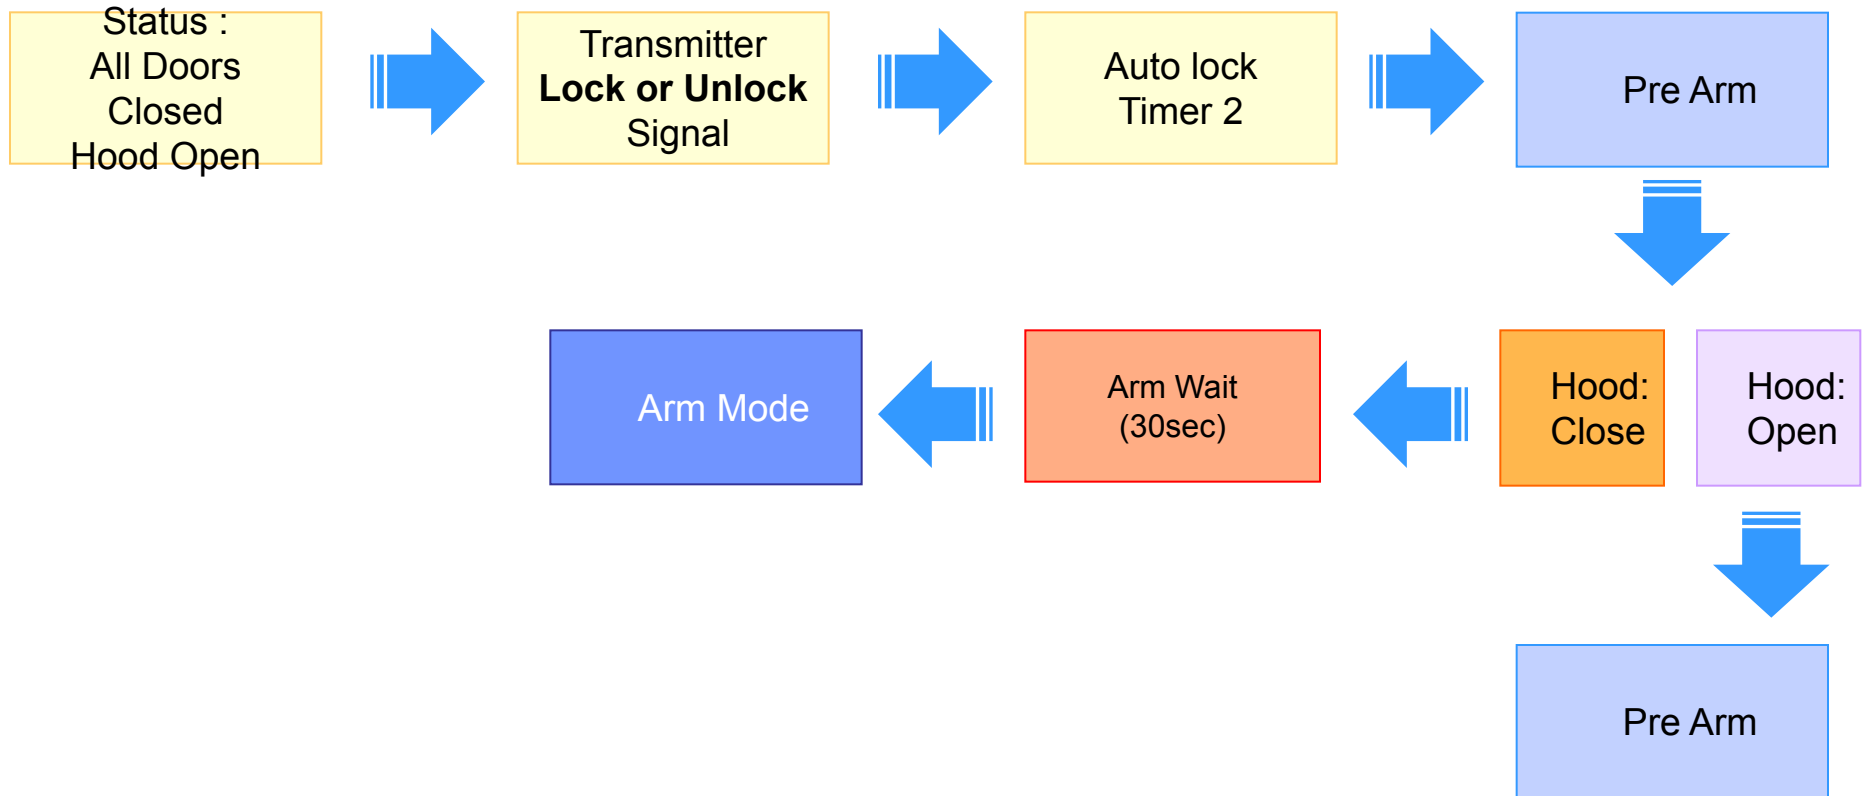 Status :
All Doors
Closed
Hood Open
Transmitter
Lock or Unlock
Signal
Auto lock
Timer 2
Pre Arm
Arm Mode
Arm Wait
(30sec)
Hood:
Close
Hood:
Open
Pre Arm